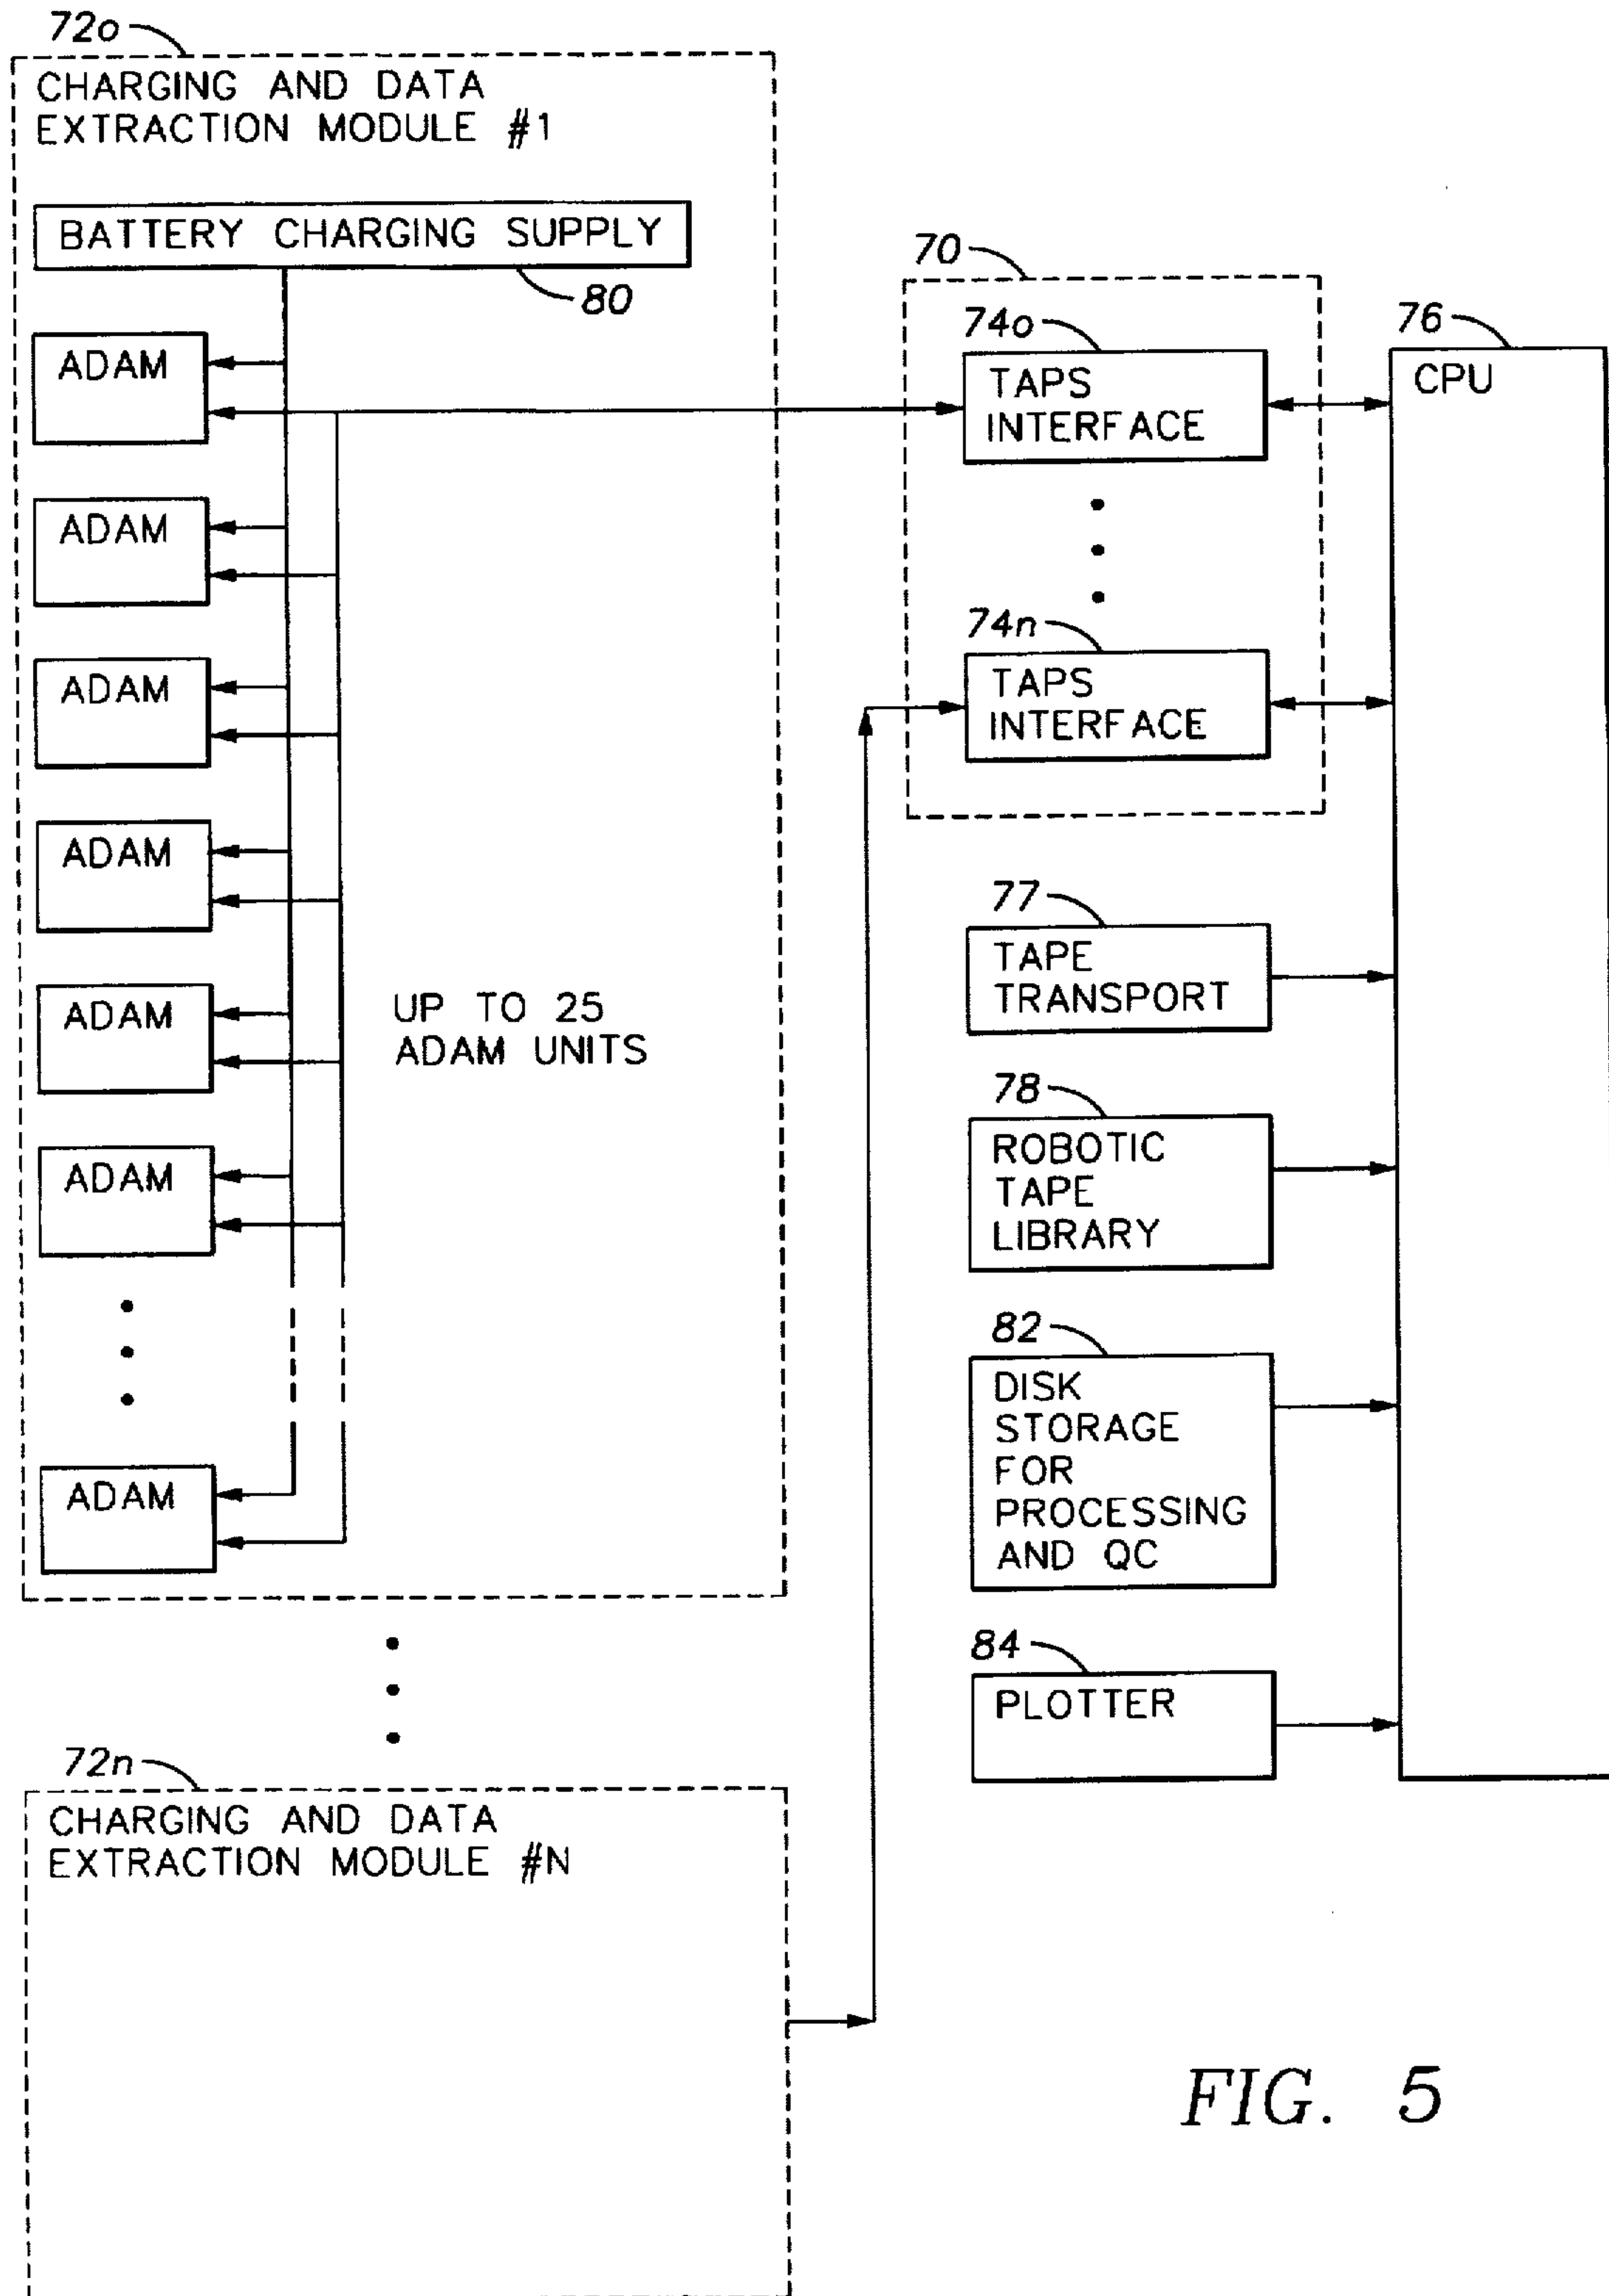 72o
CHARGING AND DATA
EXTRACTION MODULE #1
BATTERY CHARGING SUPPLY
80
ADAM
ADAM
ADAM
ADAM
ADAM
ADAM
ADAM
UP TO 25
ADAM UNITS
72n
CHARGING AND DATA
EXTRACTION MODULE #N
70
74o
TAPS
INTERFACE
74n
TAPS
INTERFACE
76
CPU
77
TAPE
TRANSPORT
78
ROBOTIC
TAPE
LIBRARY
82
DISK
STORAGE
FOR
PROCESSING
AND QC
84
PLOTTER
FIG. 5